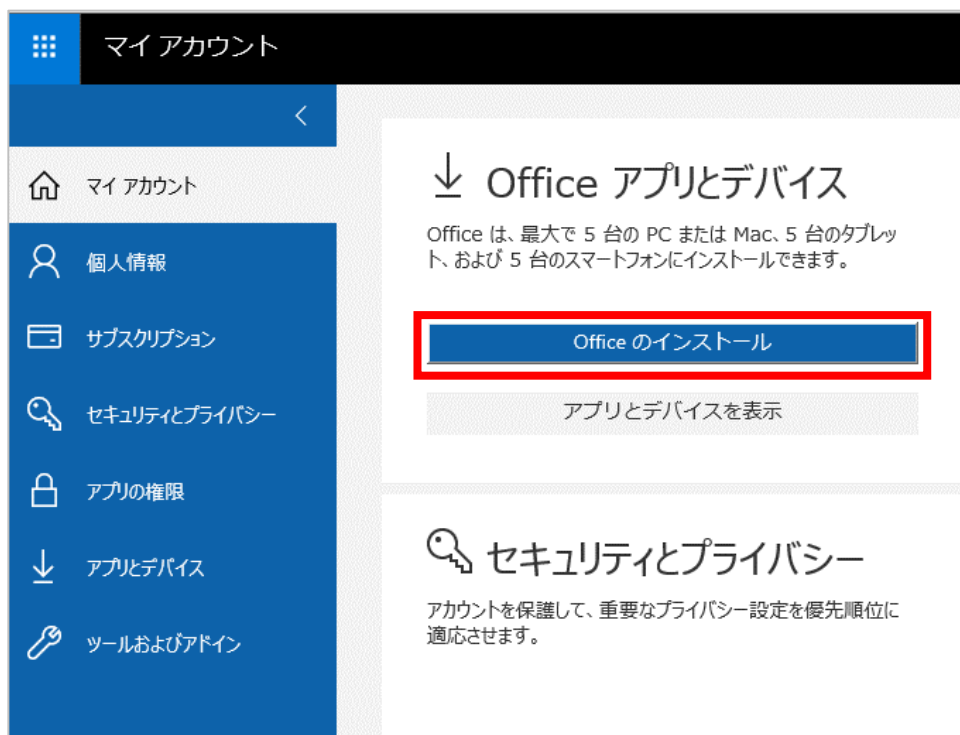 マイ アカウント
マイ アカウント
個人情報
サブスクリプション
セキュリティとプライバシー
アプリの権限
アプリとデバイス
ツールおよびアドイン
Office アプリとデバイス
Office は、最大で 5 台の PC または Mac、5 台のタブレッ
ト、および 5 台のスマートフォンにインストールできます。
Office のインストール
アプリとデバイスを表示
セキュリティとプライバシー
アカウントを保護して、重要なプライバシー設定を優先順位に
適応させます。